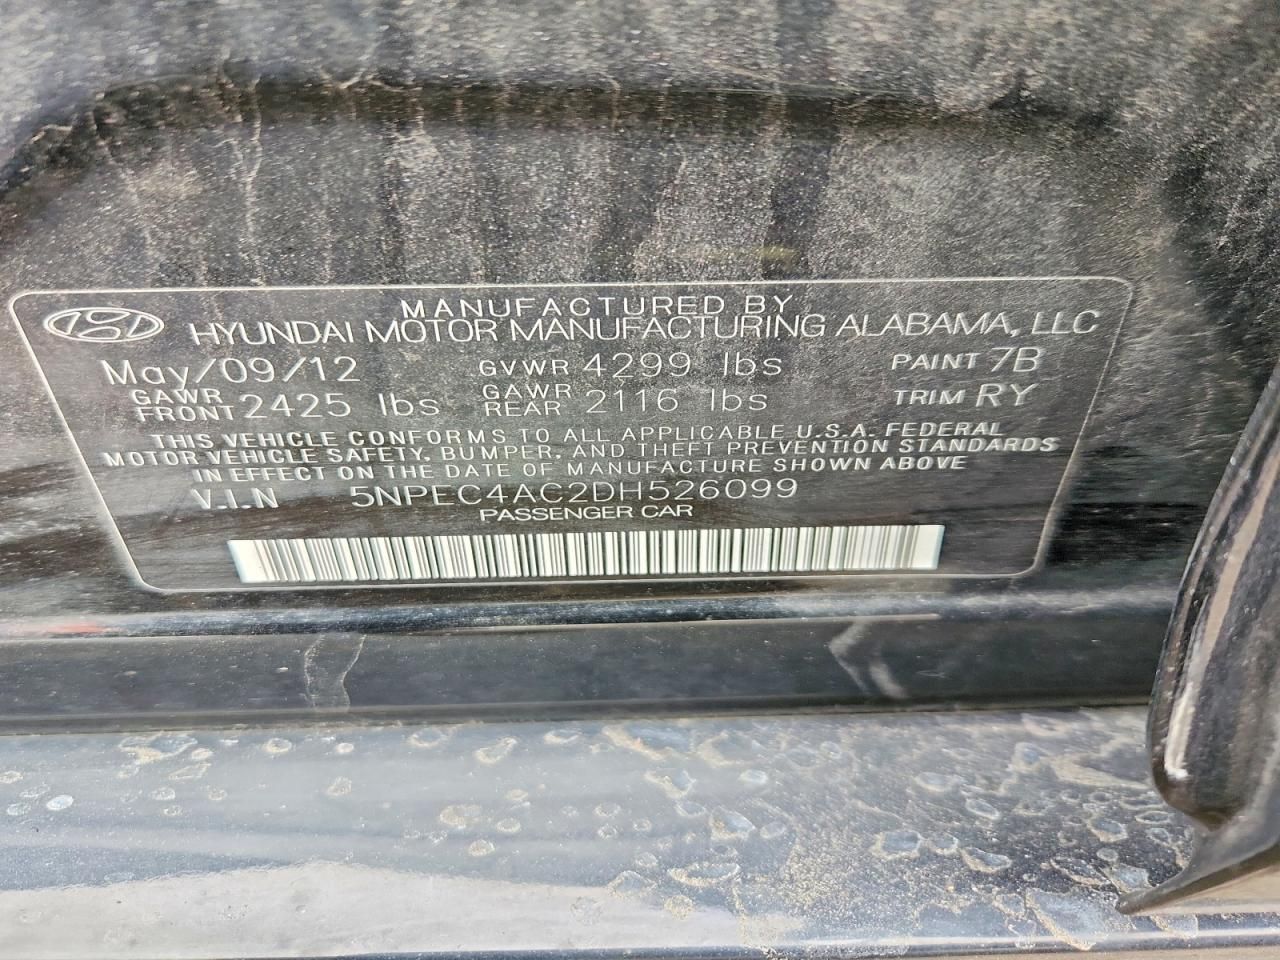 MANUFACTURED BY
HYUNDAI MOTOR MANUFACTURING ALABAMA, LLC
May/09/12 GVWR 4299 lbs PAINT 7B
GAWR FRONT 2425 lbs GAWR REAR 2116 lbs TRIM RY
THIS VEHICLE CONFORMS TO ALL APPLICABLE U.S.A. FEDERAL
MOTOR VEHICLE SAFETY, BUMPER, AND THEFT PREVENTION STANDARDS
IN EFFECT ON THE DATE OF MANUFACTURE SHOWN ABOVE
V.I.N 5NPEC4AC2DH526099
PASSENGER CAR